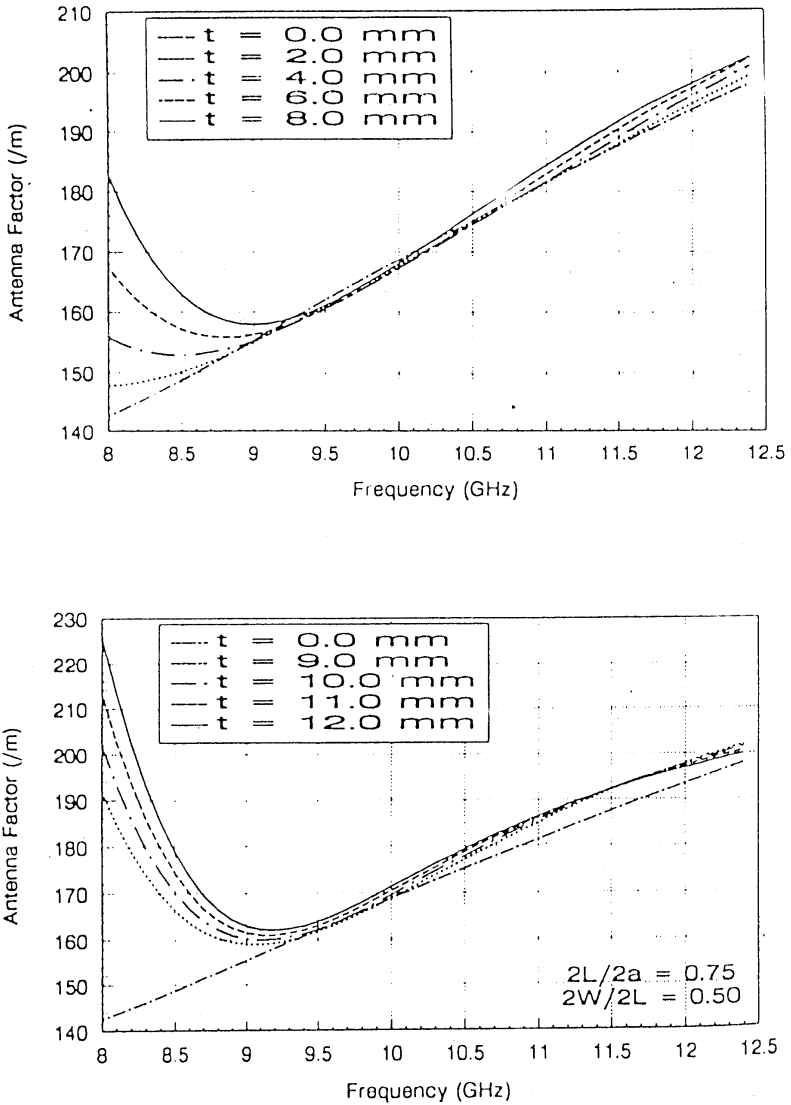 210
200
190
180
170
160
150
140
Antenna Factor (/m)
t = 0.0 mm
t = 2.0 mm
t = 4.0 mm
t = 6.0 mm
t = 8.0 mm
8 8.5 9 9.5 10 10.5 11 11.5 12 12.5
Frequency (GHz)
230
220
210
200
190
180
170
160
150
140
Antenna Factor (/m)
t = 0.0 mm
t = 9.0 mm
t = 10.0 mm
t = 11.0 mm
t = 12.0 mm
2L/2a = 0.75
2W/2L = 0.50
8 8.5 9 9.5 10 10.5 11 11.5 12 12.5
Frequency (GHz)